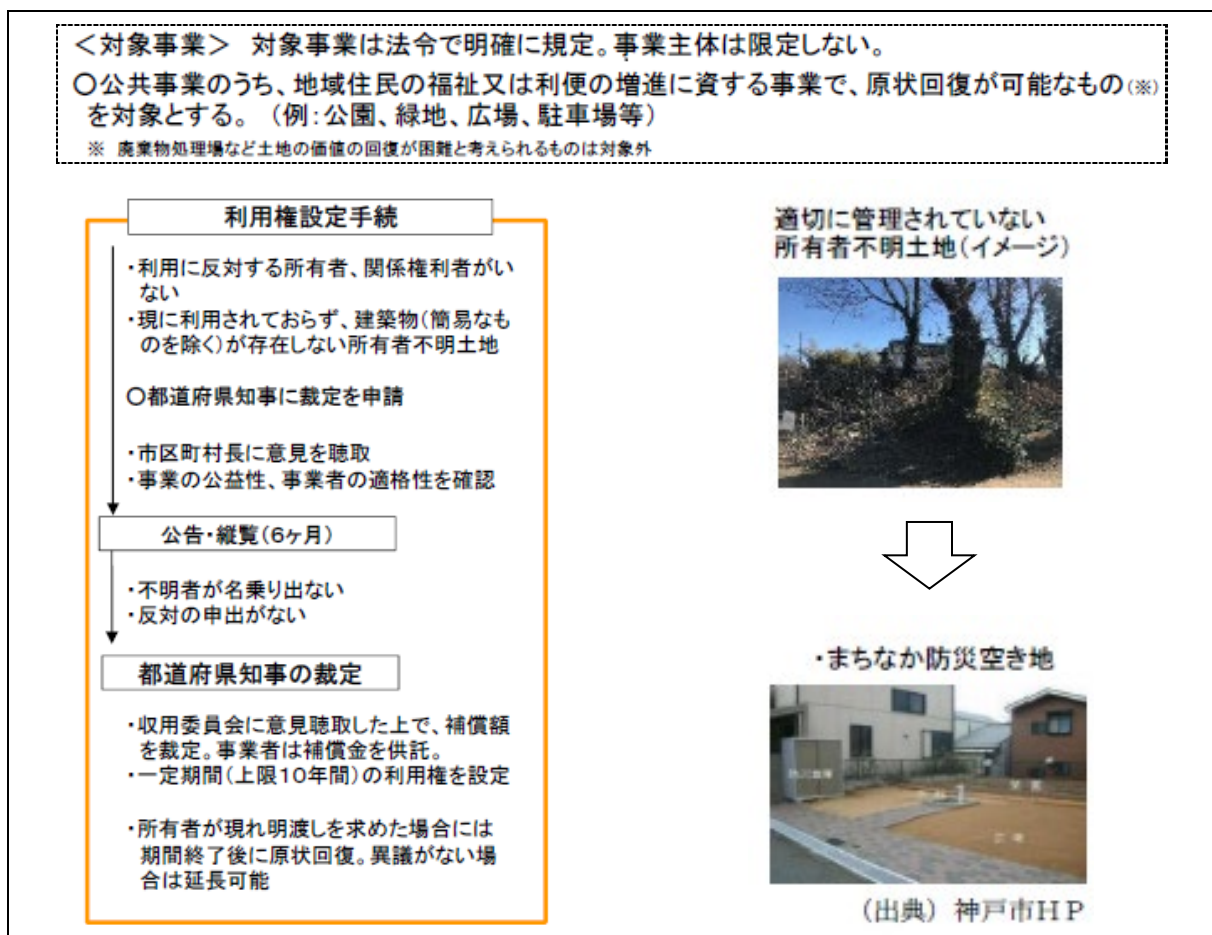 <対象事業> 対象事業は法令で明確に規定。事業主体は限定しない。
○公共事業のうち、地域住民の福祉又は利便の増進に資する事業で、原状回復が可能なもの(※)
を対象とする。 (例:公園、緑地、広場、駐車場等)
※ 廃棄物処理場など土地の価値の回復が困難と考えられるものは対象外
利用権設定手続
・利用に反対する所有者、関係権利者がい
ない
・現に利用されておらず、建築物(簡易なも
のを除く)が存在しない所有者不明土地
○都道府県知事に裁定を申請
・市区町村長に意見を聴取
・事業の公益性、事業者の適格性を確認
公告・縦覧(6ヶ月)
・不明者が名乗り出ない
・反対の申出がない
都道府県知事の裁定
・収用委員会に意見聴取した上で、補償額
を裁定。事業者は補償金を供託。
・一定期間(上限10年間)の利用権を設定
・所有者が現れ明渡しを求めた場合には
期間終了後に原状回復。異議がない場
合は延長可能
適切に管理されていない
所有者不明土地(イメージ)
・まちなか防災空き地
(出典) 神戸市HP